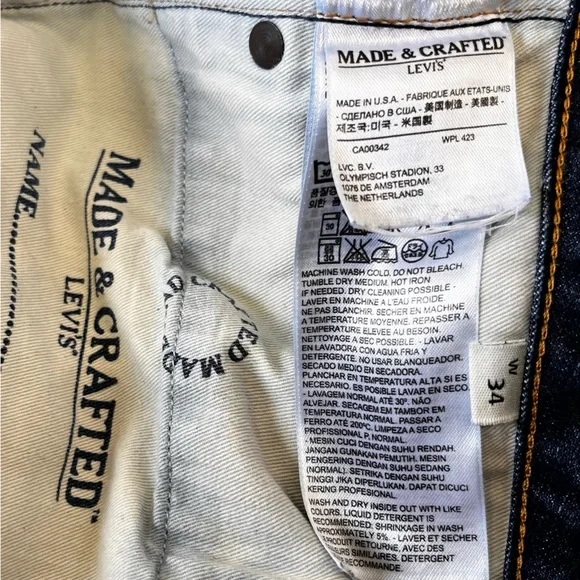 MADE & CRAFTED
LEVI'S
MADE IN U.S.A. - FABRIQUE AUX ETATS-UNIS
- СДЕЛАНО В США - 美国制造 - 美國製 -
제조국:미국 - 米国製
CA00342 WPL 423
LVC. B.V.
OLYMPISCH STADION, 33
1076 DE AMSTERDAM
THE NETHERLANDS
MACHINE WASH COLD. DO NOT BLEACH.
TUMBLE DRY MEDIUM. HOT IRON
IF NEEDED. DRY CLEANING POSSIBLE -
LAVER EN MACHINE A L'EAU FROIDE
NE PAS BLANCHIR. SECHER EN MACHINE
A TEMPERATURE MOYENNE. REPASSER A
TEMPERATURE ELEVEE AU BESOIN.
NETTOYAGE A SEC POSSIBLE - LAVAR
EN LAVADORA CON AGUA FRIA Y
DETERGENTE. NO USAR BLANQUEADOR.
SECADO MEDIO EN SECADORA.
PLANCHAR EN TEMPERATURA ALTA SI ES
NECESARIO. ES POSIBLE LAVAR EN SECO
- LAVAGEM NORMAL ATÉ 30º. NÃO
ALVEJAR. SECAGEM EM TAMBOR EM
TEMPERATURA NORMAL. PASSAR A
FERRO ATÉ 200ºC. LIMPEZA A SECO
PROFISSIONAL P, NORMAL.
- MESIN CUCI DENGAN SUHU RENDAH.
JANGAN GUNAKAN PEMUTIH. MESIN
PENGERING DENGAN SUHU SEDANG
(NORMAL). SETRIKA DENGAN SUHU
TINGGI JIKA DIPERLUKAN. DAPAT DICUCI
KERING PROFESIONAL.
WASH AND DRY INSIDE OUT WITH LIKE
COLORS. LIQUID DETERGENT IS
RECOMMENDED: SHRINKAGE IN WASH
APPROXIMATELY 5%. - LAVER ET SECHER
PRODUIT RETOURNE, AVEC DES
SIMILAIRES. DETERGENT
W 34
MADE & CRAFTED™
LEVI'S
NAME